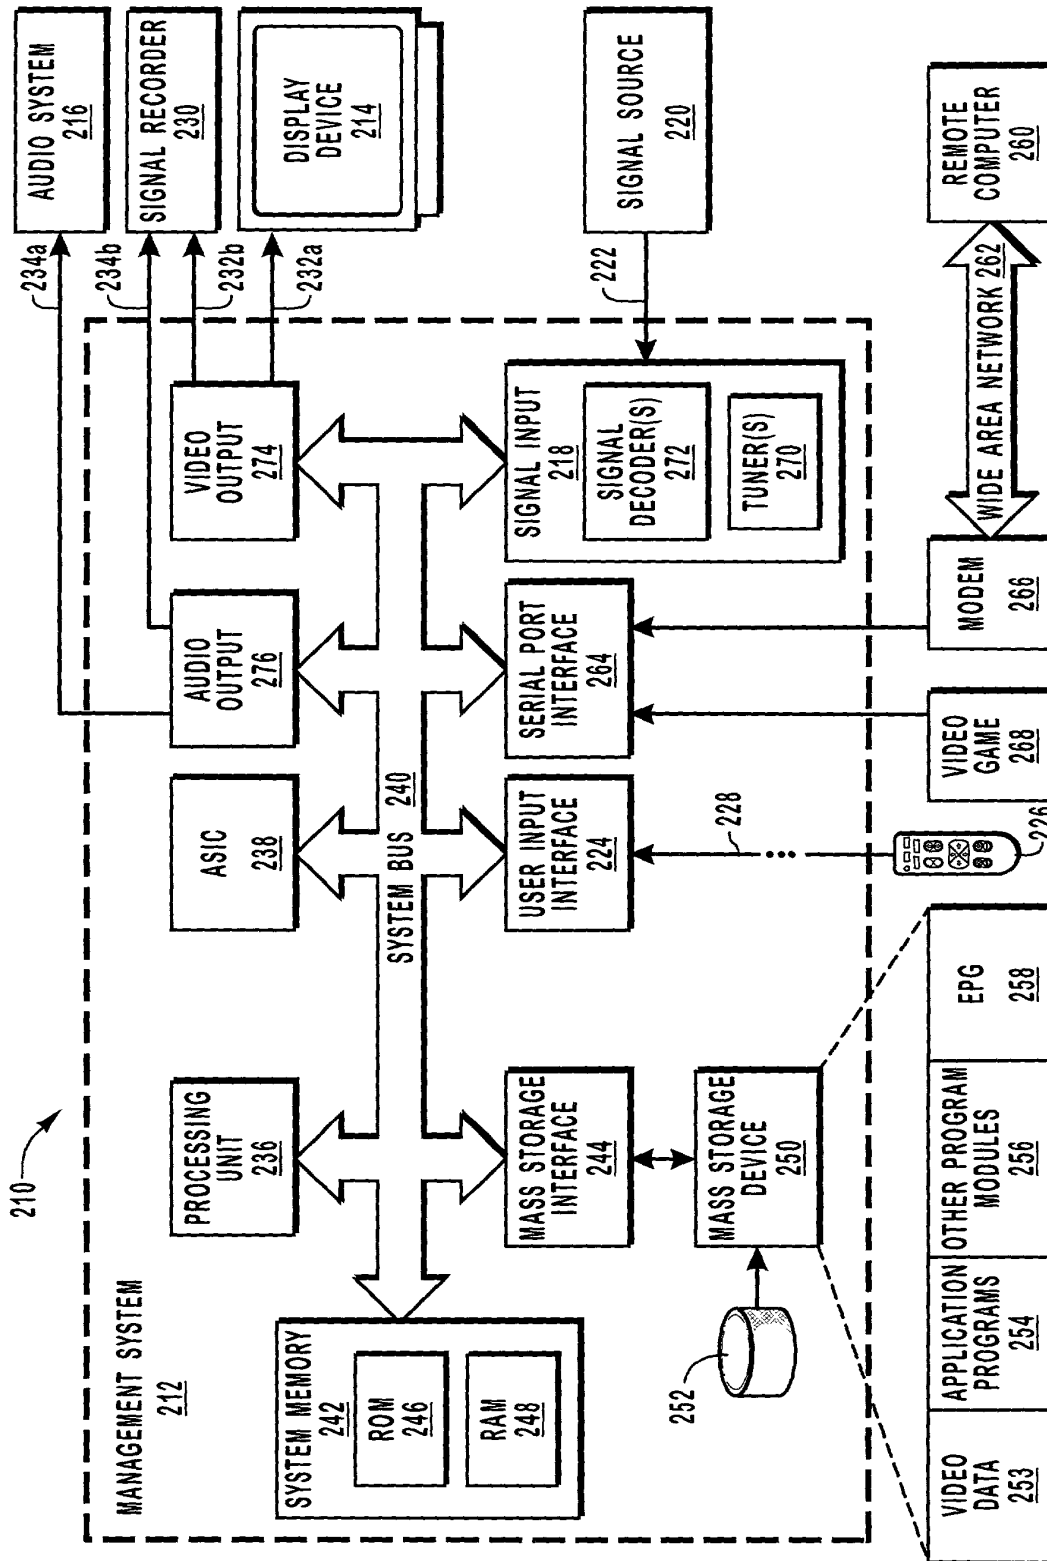 210
MANAGEMENT SYSTEM
212
SYSTEM MEMORY
242
ROM
246
RAM
248
PROCESSING
UNIT
236
ASIC
238
AUDIO
OUTPUT
276
VIDEO
OUTPUT
274
SYSTEM BUS 240
MASS STORAGE
INTERFACE
244
USER INPUT
INTERFACE
224
SERIAL PORT
INTERFACE
264
SIGNAL INPUT
218
SIGNAL
DECODER(S)
272
TUNER(S)
270
252
MASS STORAGE
DEVICE
250
228
226
234a
234b
232b
232a
222
AUDIO SYSTEM
216
SIGNAL RECORDER
230
DISPLAY
DEVICE
214
SIGNAL SOURCE
220
VIDEO
DATA
253
APPLICATION
PROGRAMS
254
OTHER PROGRAM
MODULES
256
EPG
258
VIDEO
GAME
268
MODEM
266
WIDE AREA NETWORK 262
REMOTE
COMPUTER
260